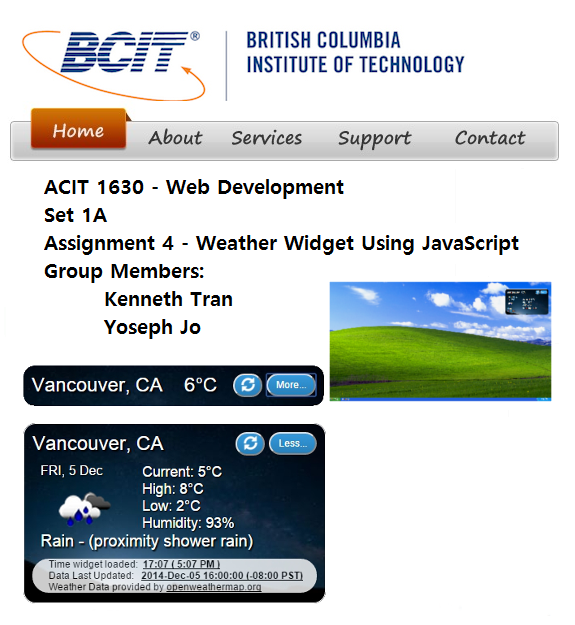 BCIT®
BRITISH COLUMBIA
INSTITUTE OF TECHNOLOGY
Home About Services Support Contact
ACIT 1630 - Web Development
Set 1A
Assignment 4 - Weather Widget Using JavaScript
Group Members:
Kenneth Tran
Yoseph Jo
Vancouver, CA 6°C More...
Vancouver, CA Less...
FRI, 5 Dec
Current: 5°C
High: 8°C
Low: 2°C
Humidity: 93%
Rain - (proximity shower rain)
Time widget loaded: 17:07 ( 5:07 PM )
Data Last Updated: 2014-Dec-05 16:00:00 (-08:00 PST)
Weather Data provided by openweathermap.org